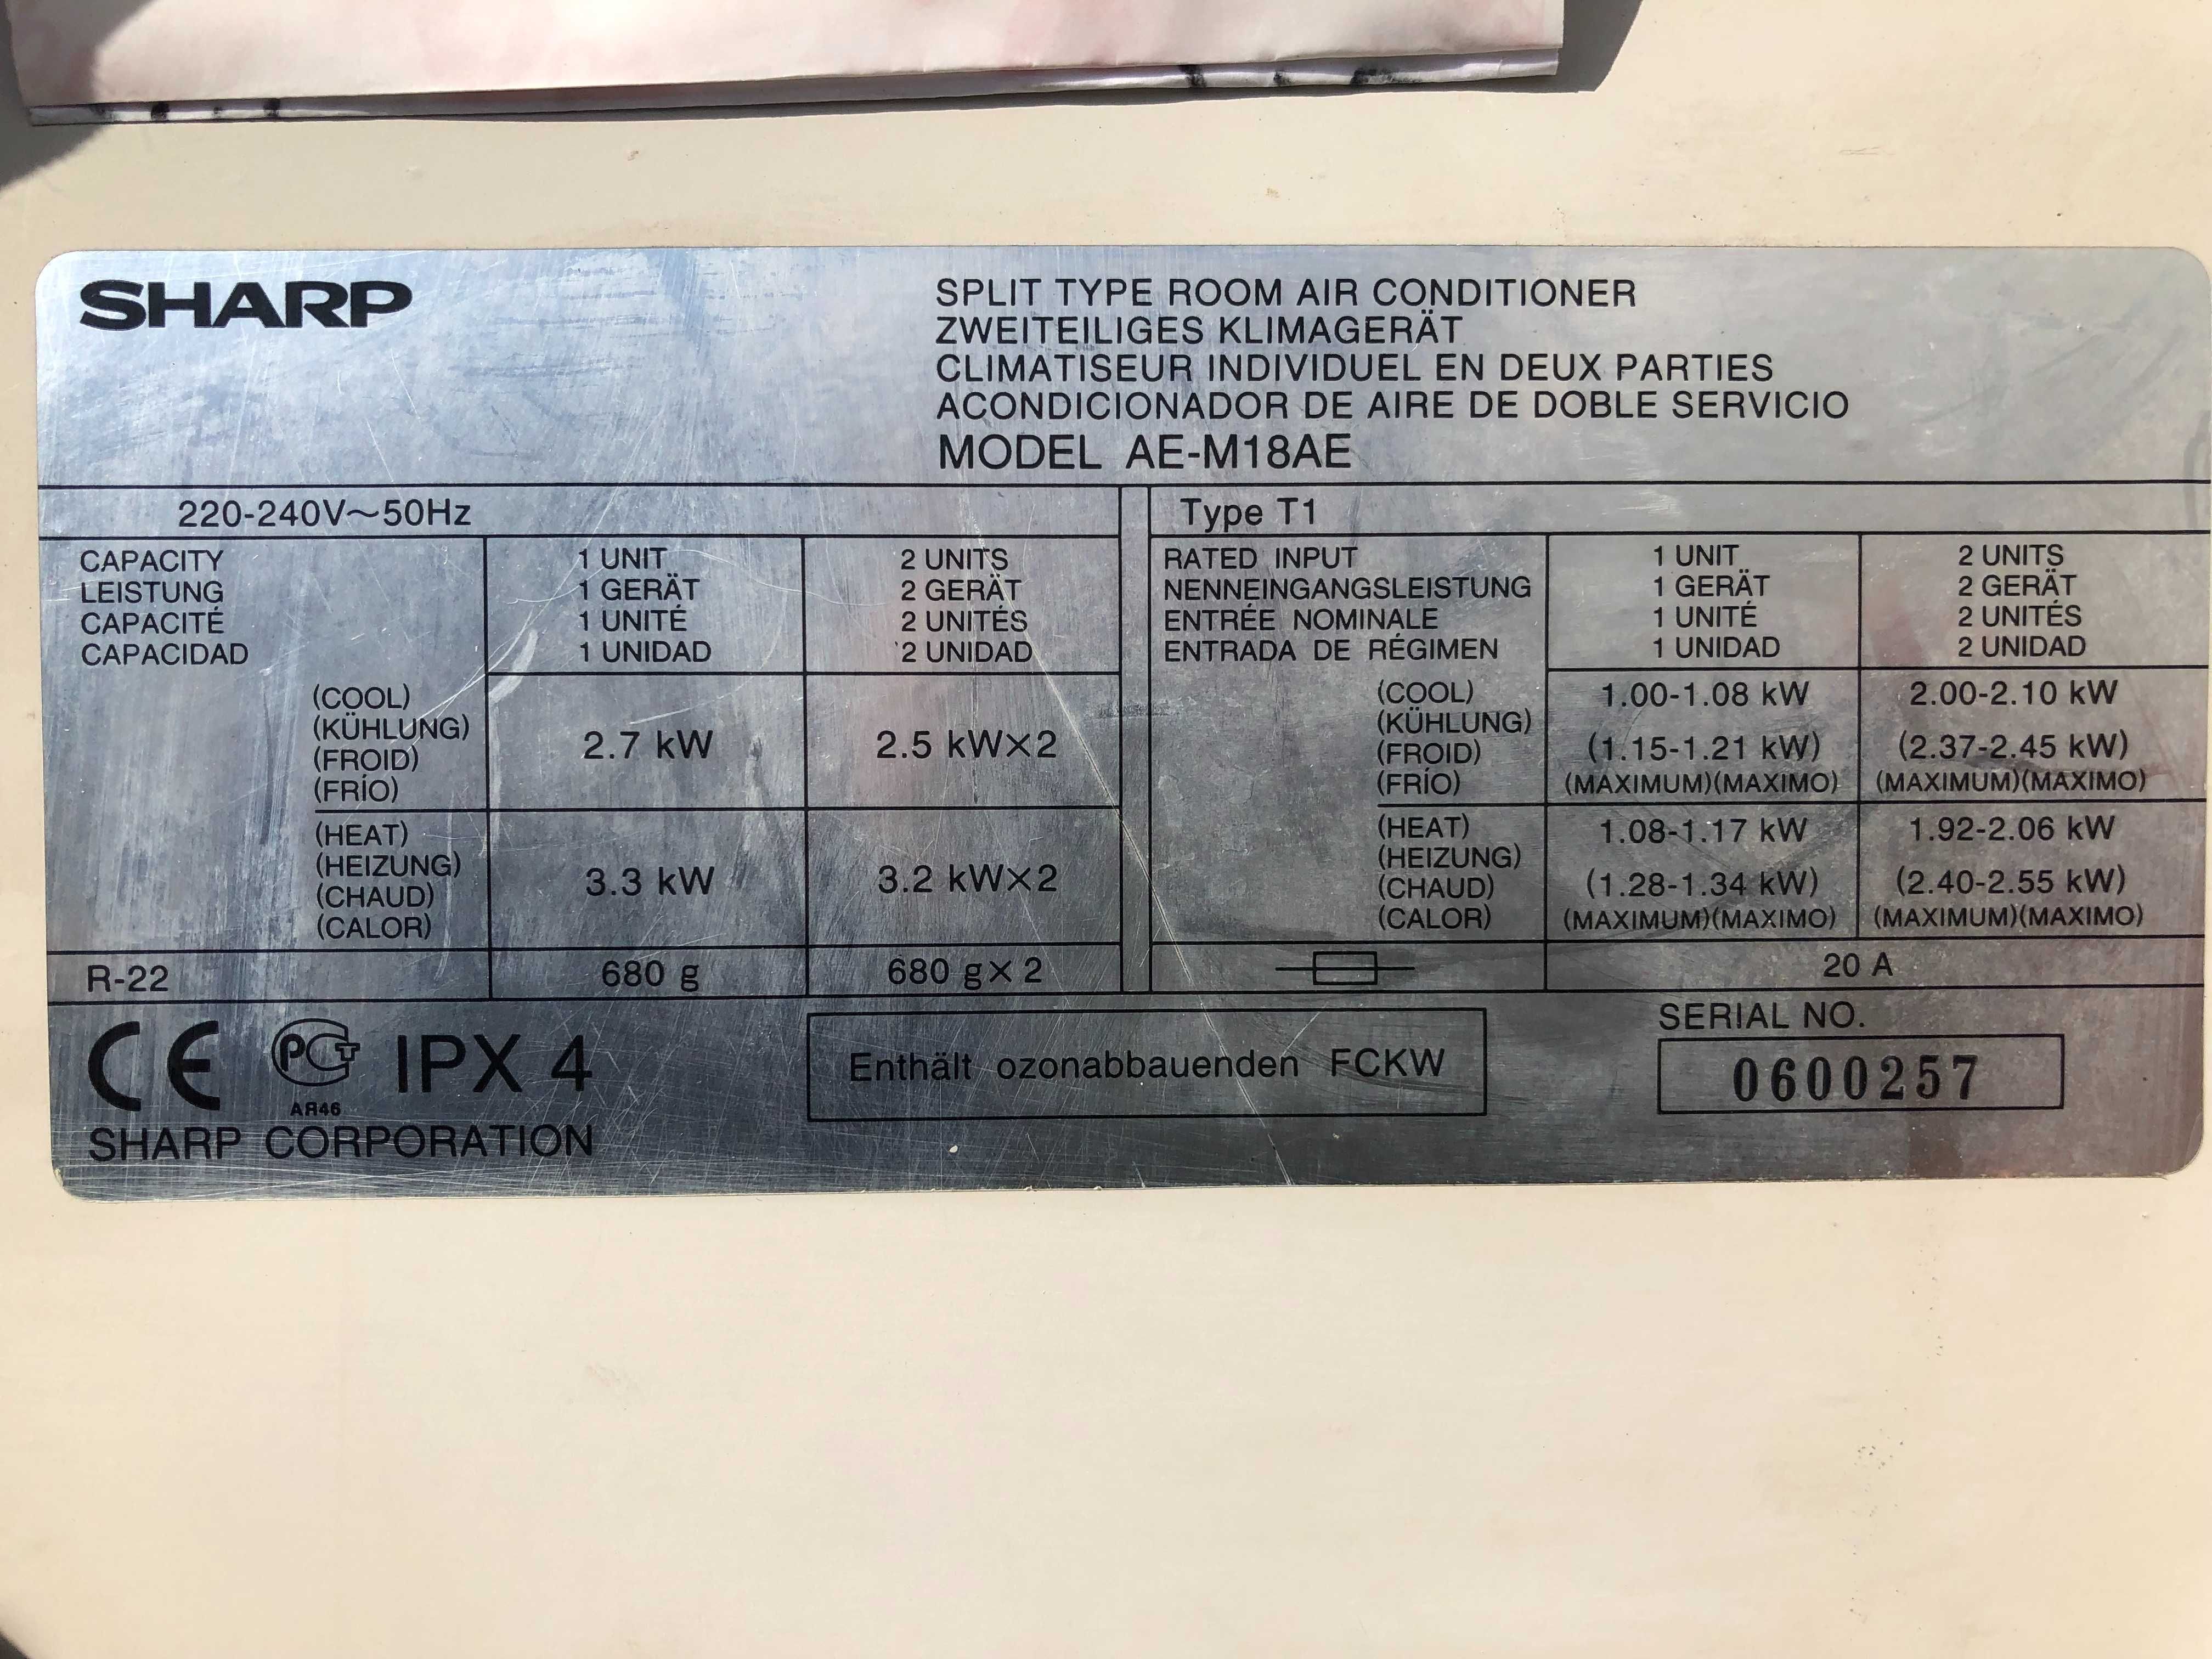 SHARP
SPLIT TYPE ROOM AIR CONDITIONER
ZWEITEILIGES KLIMAGERÄT
CLIMATISEUR INDIVIDUEL EN DEUX PARTIES
ACONDICIONADOR DE AIRE DE DOBLE SERVICIO
MODEL AE-M18AE
220-240V～50Hz Type T1
CAPACITY 1 UNIT 2 UNITS RATED INPUT 1 UNIT 2 UNITS
LEISTUNG 1 GERÄT 2 GERÄT NENNEINGANGSLEISTUNG 1 GERÄT 2 GERÄT
CAPACITÉ 1 UNITÉ 2 UNITÉS ENTRÉE NOMINALE 1 UNITÉ 2 UNITÉS
CAPACIDAD 1 UNIDAD 2 UNIDAD ENTRADA DE RÉGIMEN 1 UNIDAD 2 UNIDAD
(COOL) (COOL) 1.00-1.08 kW 2.00-2.10 kW
(KÜHLUNG) 2.7 kW 2.5 kW×2 (KÜHLUNG)
(FROID) (FROID) (1.15-1.21 kW) (2.37-2.45 kW)
(FRÍO) (FRÍO) (MAXIMUM)(MAXIMO) (MAXIMUM)(MAXIMO)
(HEAT) (HEAT) 1.08-1.17 kW 1.92-2.06 kW
(HEIZUNG) 3.3 kW 3.2 kW×2 (HEIZUNG)
(CHAUD) (CHAUD) (1.28-1.34 kW) (2.40-2.55 kW)
(CALOR) (CALOR) (MAXIMUM)(MAXIMO) (MAXIMUM)(MAXIMO)
R-22 680 g 680 g×2 20 A
CE PCT IPX 4 Enthält ozonabbauenden FCKW SERIAL NO.
AЯ46 0600257
SHARP CORPORATION